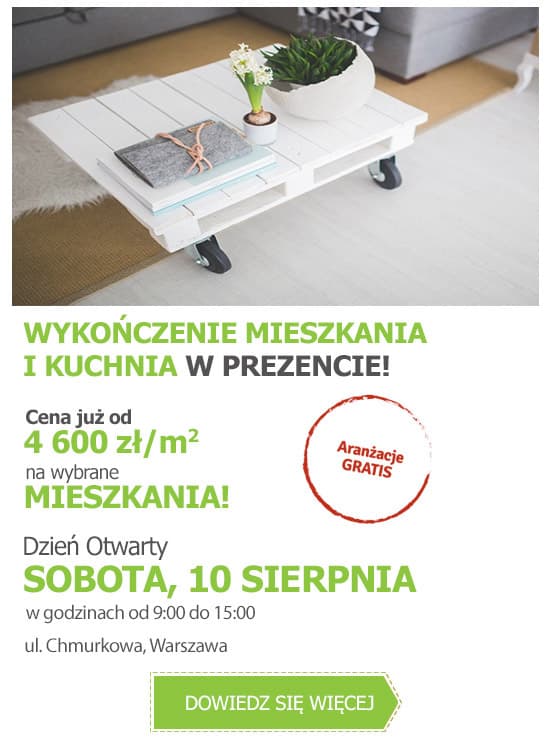 WYKOŃCZENIE MIESZKANIA
I KUCHNIA W PREZENCIE!
Cena już od
4 600 zł/m²
na wybrane
MIESZKANIA!
Aranżacje
GRATIS
Dzień Otwarty
SOBOTA, 10 SIERPNIA
w godzinach od 9:00 do 15:00
ul. Chmurkowa, Warszawa
DOWIEDZ SIĘ WIĘCEJ